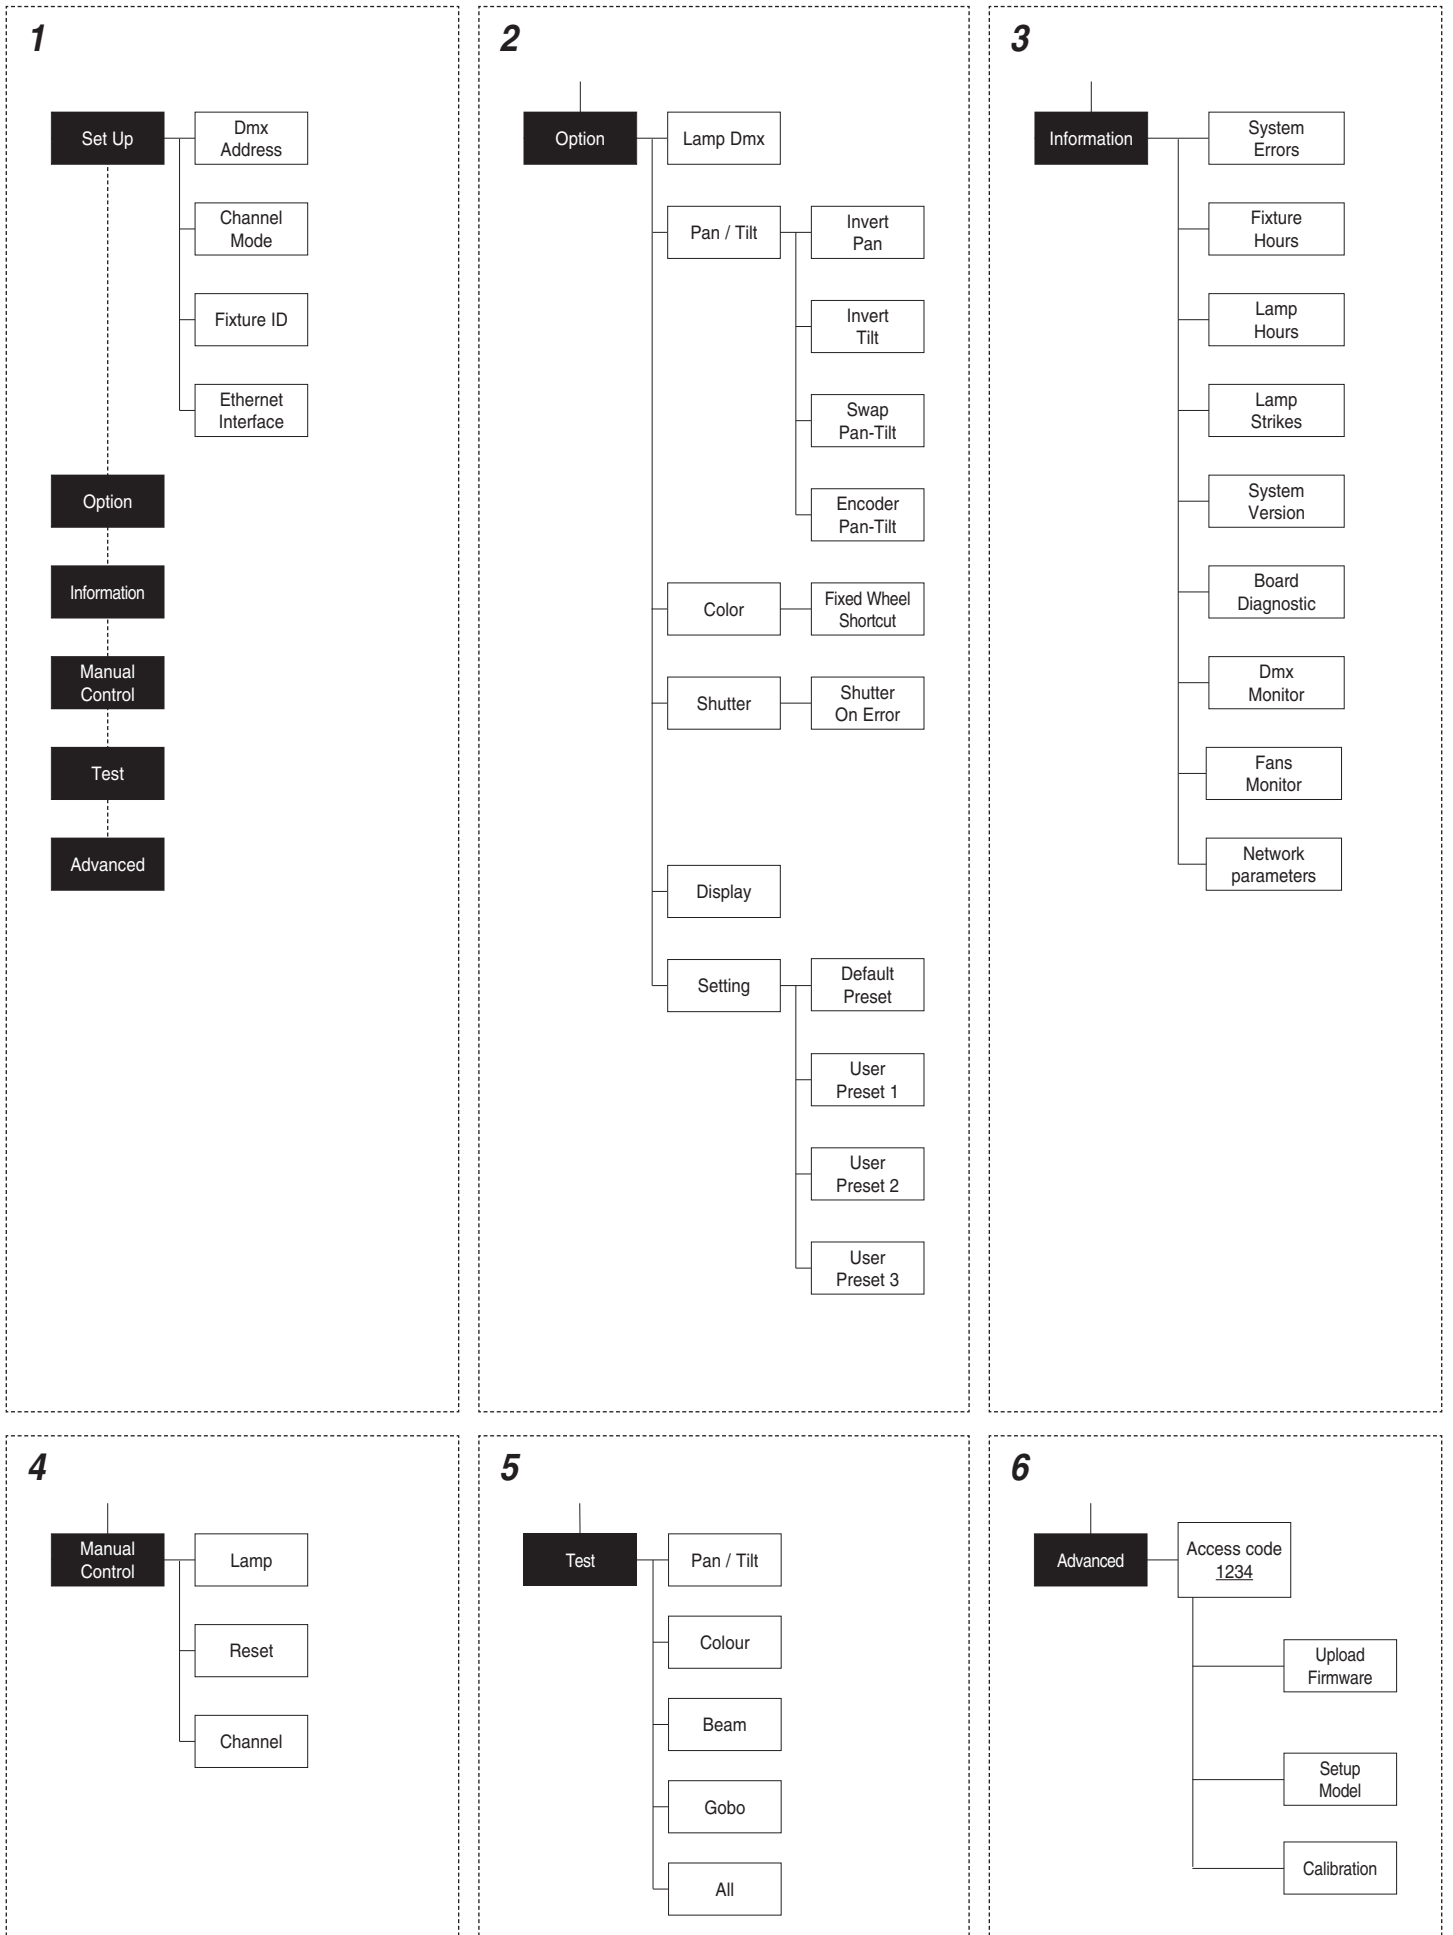 1
Set Up
Dmx
Address
Channel
Mode
Fixture ID
Ethernet
Interface
Option
Information
Manual
Control
Test
Advanced
2
Option
Lamp Dmx
Pan / Tilt
Invert
Pan
Invert
Tilt
Swap
Pan-Tilt
Encoder
Pan-Tilt
Color
Fixed Wheel
Shortcut
Shutter
Shutter
On Error
Display
Setting
Default
Preset
User
Preset 1
User
Preset 2
User
Preset 3
3
Information
System
Errors
Fixture
Hours
Lamp
Hours
Lamp
Strikes
System
Version
Board
Diagnostic
Dmx
Monitor
Fans
Monitor
Network
parameters
4
Manual
Control
Lamp
Reset
Channel
5
Test
Pan / Tilt
Colour
Beam
Gobo
All
6
Advanced
Access code
1234
Upload
Firmware
Setup
Model
Calibration